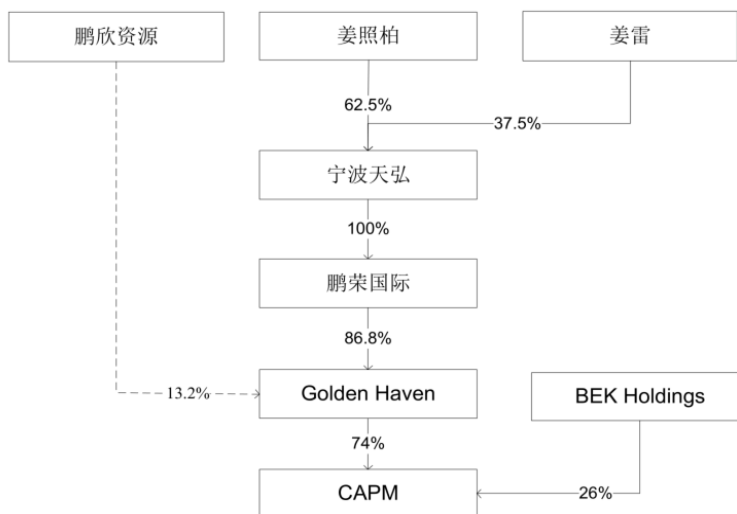 鹏欣资源
姜照柏
姜雷
62.5%
37.5%
宁波天弘
100%
鹏荣国际
86.8%
13.2%
Golden Haven
BEK Holdings
74%
CAPM
26%